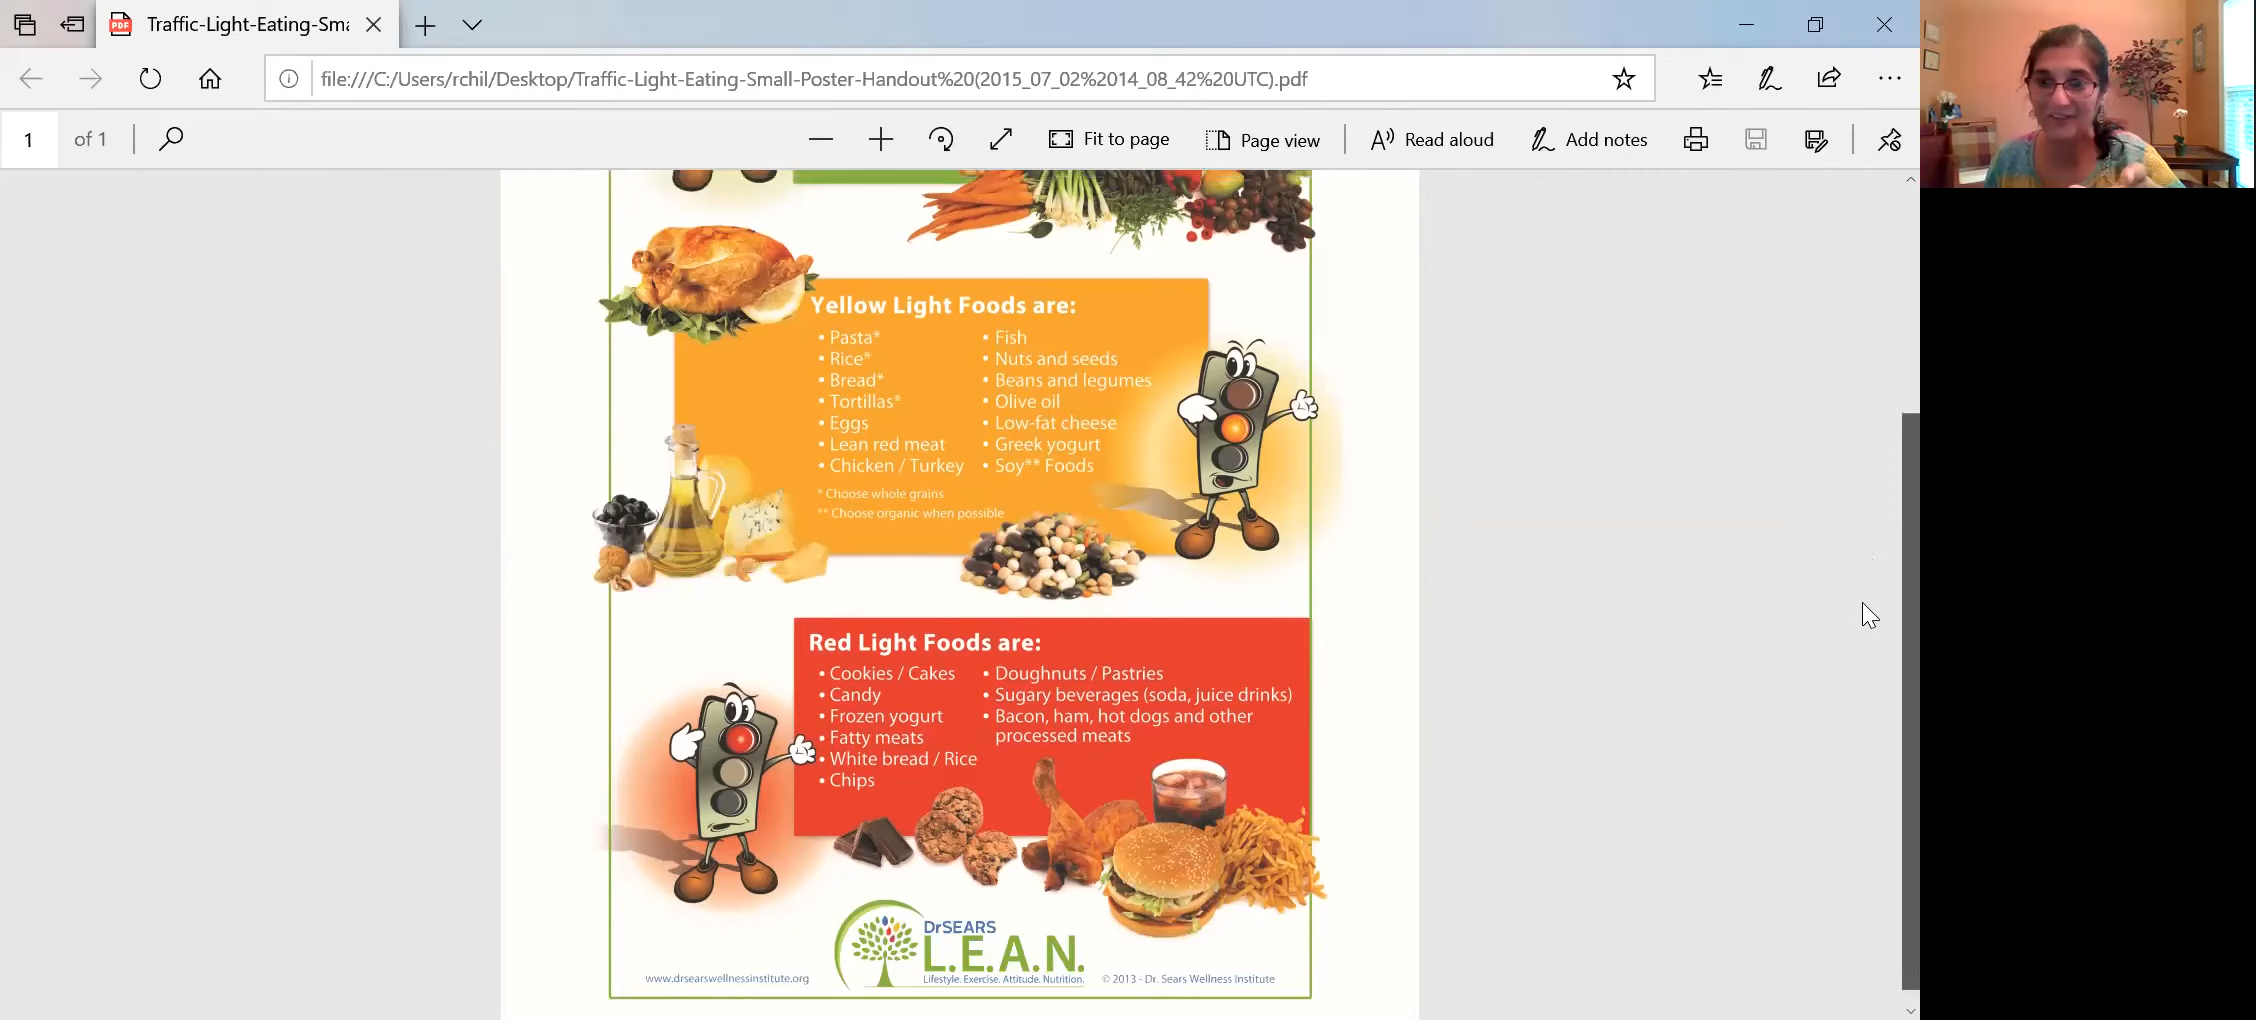 Traffic-Light-Eating-Sma
file:///C:/Users/rchil/Desktop/Traffic-Light-Eating-Small-Poster-Handout%20(2015_07_02%2014_08_42%20UTC).pdf
1 of 1
Fit to page
Page view
Read aloud
Add notes
Yellow Light Foods are:
• Pasta*
• Rice*
• Bread*
• Tortillas*
• Eggs
• Lean red meat
• Chicken / Turkey
• Fish
• Nuts and seeds
• Beans and legumes
• Olive oil
• Low-fat cheese
• Greek yogurt
• Soy** Foods
* Choose whole grains
** Choose organic when possible
Red Light Foods are:
• Cookies / Cakes
• Candy
• Frozen yogurt
• Fatty meats
• White bread / Rice
• Chips
• Doughnuts / Pastries
• Sugary beverages (soda, juice drinks)
• Bacon, ham, hot dogs and other
processed meats
DrSEARS
L.E.A.N.
Lifestyle. Exercise. Attitude. Nutrition.
www.drsearswellnessinstitute.org
© 2013 - Dr. Sears Wellness Institute